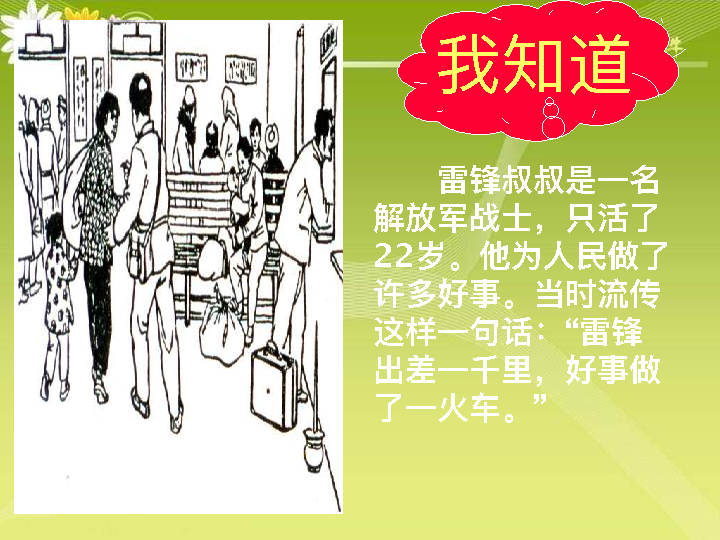 我知道
雷锋叔叔是一名
解放军战士，只活了
22岁。他为人民做了
许多好事。当时流传
这样一句话：“雷锋
出差一千里，好事做
了一火车。”